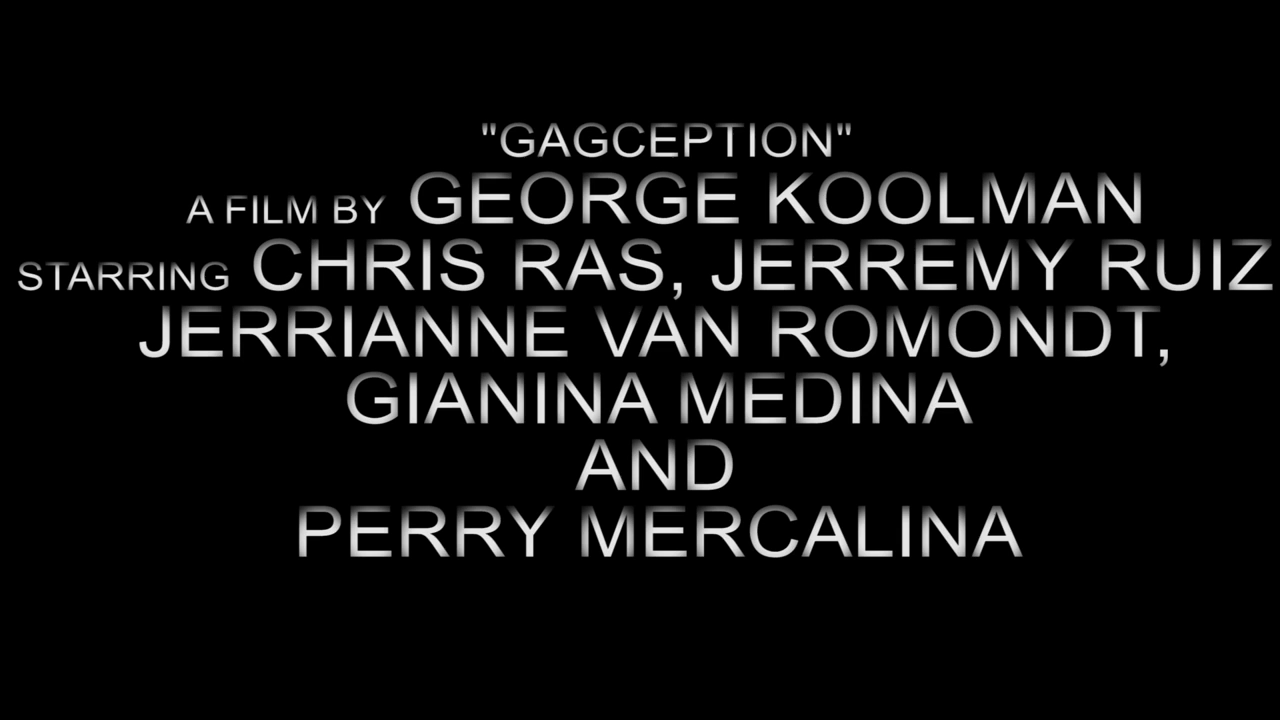 "GAGCEPTION"
A FILM BY GEORGE KOOLMAN
STARRING CHRIS RAS, JERREMY RUIZ
JERRIANNE VAN ROMONDT,
GIANINA MEDINA
AND
PERRY MERCALINA